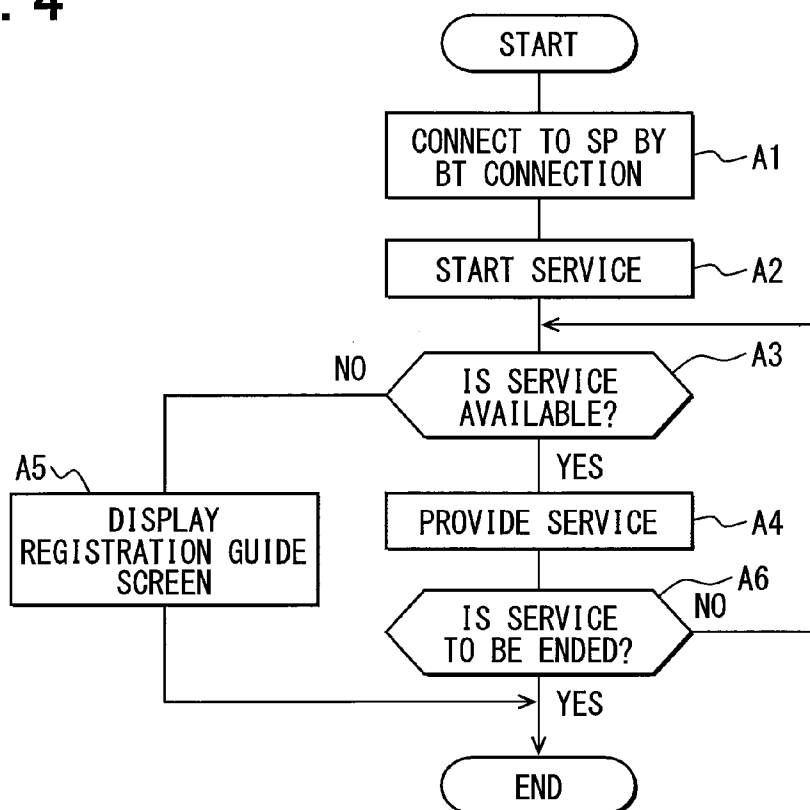 . 4
START
CONNECT TO SP BY
BT CONNECTION
A1
START SERVICE
A2
A3
NO
IS SERVICE
AVAILABLE?
YES
A5
DISPLAY
REGISTRATION GUIDE
SCREEN
PROVIDE SERVICE
A4
A6
NO
IS SERVICE
TO BE ENDED?
YES
END